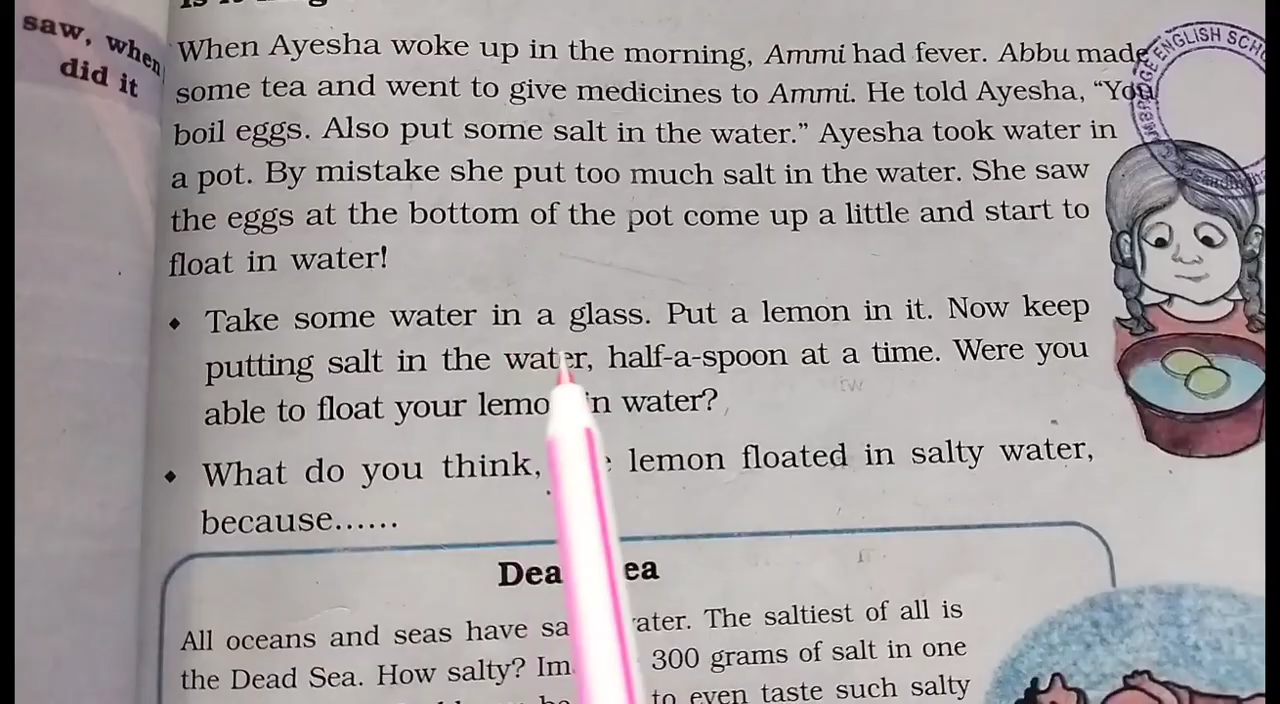 saw, when
did it
When Ayesha woke up in the morning, Ammi had fever. Abbu made
some tea and went to give medicines to Ammi. He told Ayesha, “You
boil eggs. Also put some salt in the water.” Ayesha took water in
a pot. By mistake she put too much salt in the water. She saw
the eggs at the bottom of the pot come up a little and start to
float in water!
• Take some water in a glass. Put a lemon in it. Now keep
putting salt in the water, half-a-spoon at a time. Were you
able to float your lemo n water?
• What do you think, lemon floated in salty water,
because......
Dea ea
All oceans and seas have sa ater. The saltiest of all is
the Dead Sea. How salty? Im 300 grams of salt in one
to even taste such salty
ENGLISH SCHO